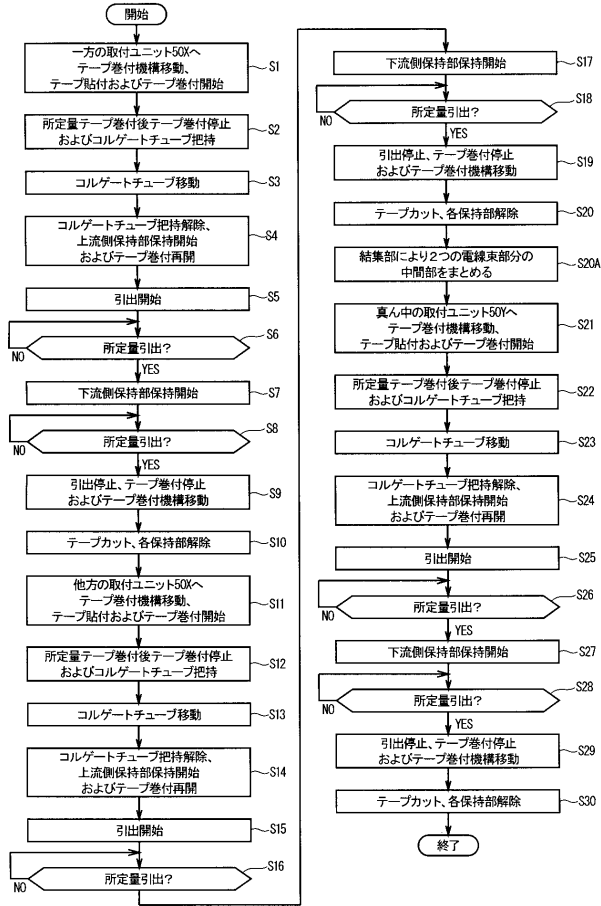 開始
一方の取付ユニット50Xへ
テープ巻付機構移動、
テープ貼付およびテープ巻付開始
S1
所定量テープ巻付後テープ巻付停止
およびコルゲートチューブ把持
S2
コルゲートチューブ移動
S3
コルゲートチューブ把持解除、
上流側保持部保持開始
およびテープ巻付再開
S4
引出開始
S5
所定量引出?
S6
NO
YES
下流側保持部保持開始
S7
所定量引出?
S8
NO
YES
引出停止、テープ巻付停止
およびテープ巻付機構移動
S9
テープカット、各保持部解除
S10
他方の取付ユニット50Xへ
テープ巻付機構移動、
テープ貼付およびテープ巻付開始
S11
所定量テープ巻付後テープ巻付停止
およびコルゲートチューブ把持
S12
コルゲートチューブ移動
S13
コルゲートチューブ把持解除、
上流側保持部保持開始
およびテープ巻付再開
S14
引出開始
S15
所定量引出?
S16
NO
下流側保持部保持開始
S17
所定量引出?
S18
NO
YES
引出停止、テープ巻付停止
およびテープ巻付機構移動
S19
テープカット、各保持部解除
S20
結集部により2つの電線束部分の
中間部をまとめる
S20A
真ん中の取付ユニット50Yへ
テープ巻付機構移動、
テープ貼付およびテープ巻付開始
S21
所定量テープ巻付後テープ巻付停止
およびコルゲートチューブ把持
S22
コルゲートチューブ移動
S23
コルゲートチューブ把持解除、
上流側保持部保持開始
およびテープ巻付再開
S24
引出開始
S25
所定量引出?
S26
NO
YES
下流側保持部保持開始
S27
所定量引出?
S28
NO
YES
引出停止、テープ巻付停止
およびテープ巻付機構移動
S29
テープカット、各保持部解除
S30
終了